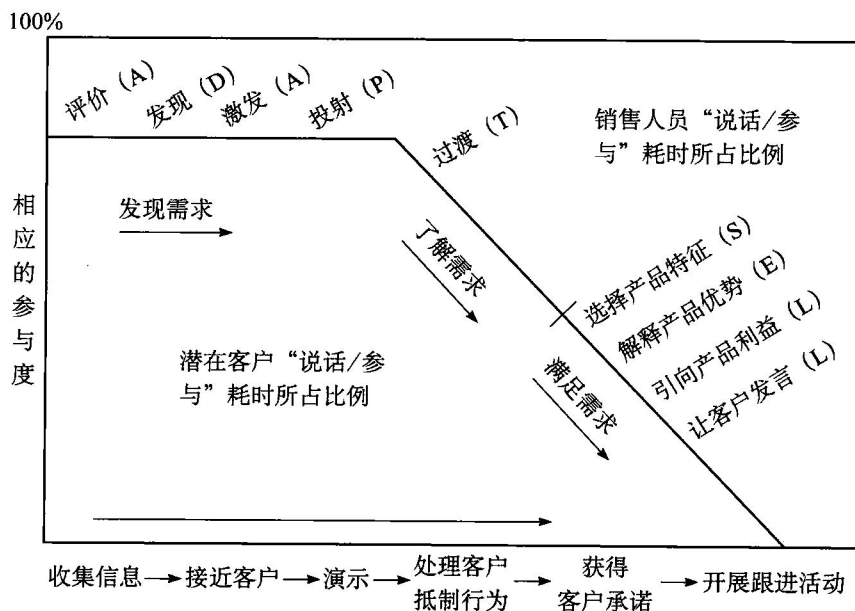 100%
评价（A）
发现（D）
激发（A）
投射（P）
过渡（T）
销售人员“说话/参
与”耗时所占比例
相应的参与度
发现需求
了解需求
选择产品特征（S）
解释产品优势（E）
引向产品利益（L）
让客户发言（L）
潜在客户“说话/参
与”耗时所占比例
满足需求
收集信息→接近客户→演示→处理客户
抵制行为→获得
客户承诺→开展跟进活动